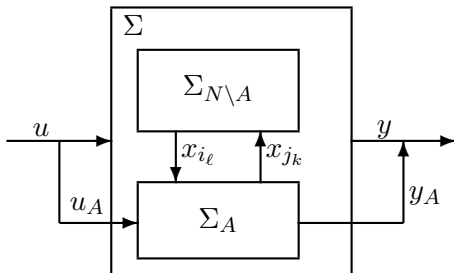 Σ
Σ_{N\A}
u
y
x_{i_ℓ} x_{j_k}
u_A
y_A
Σ_A